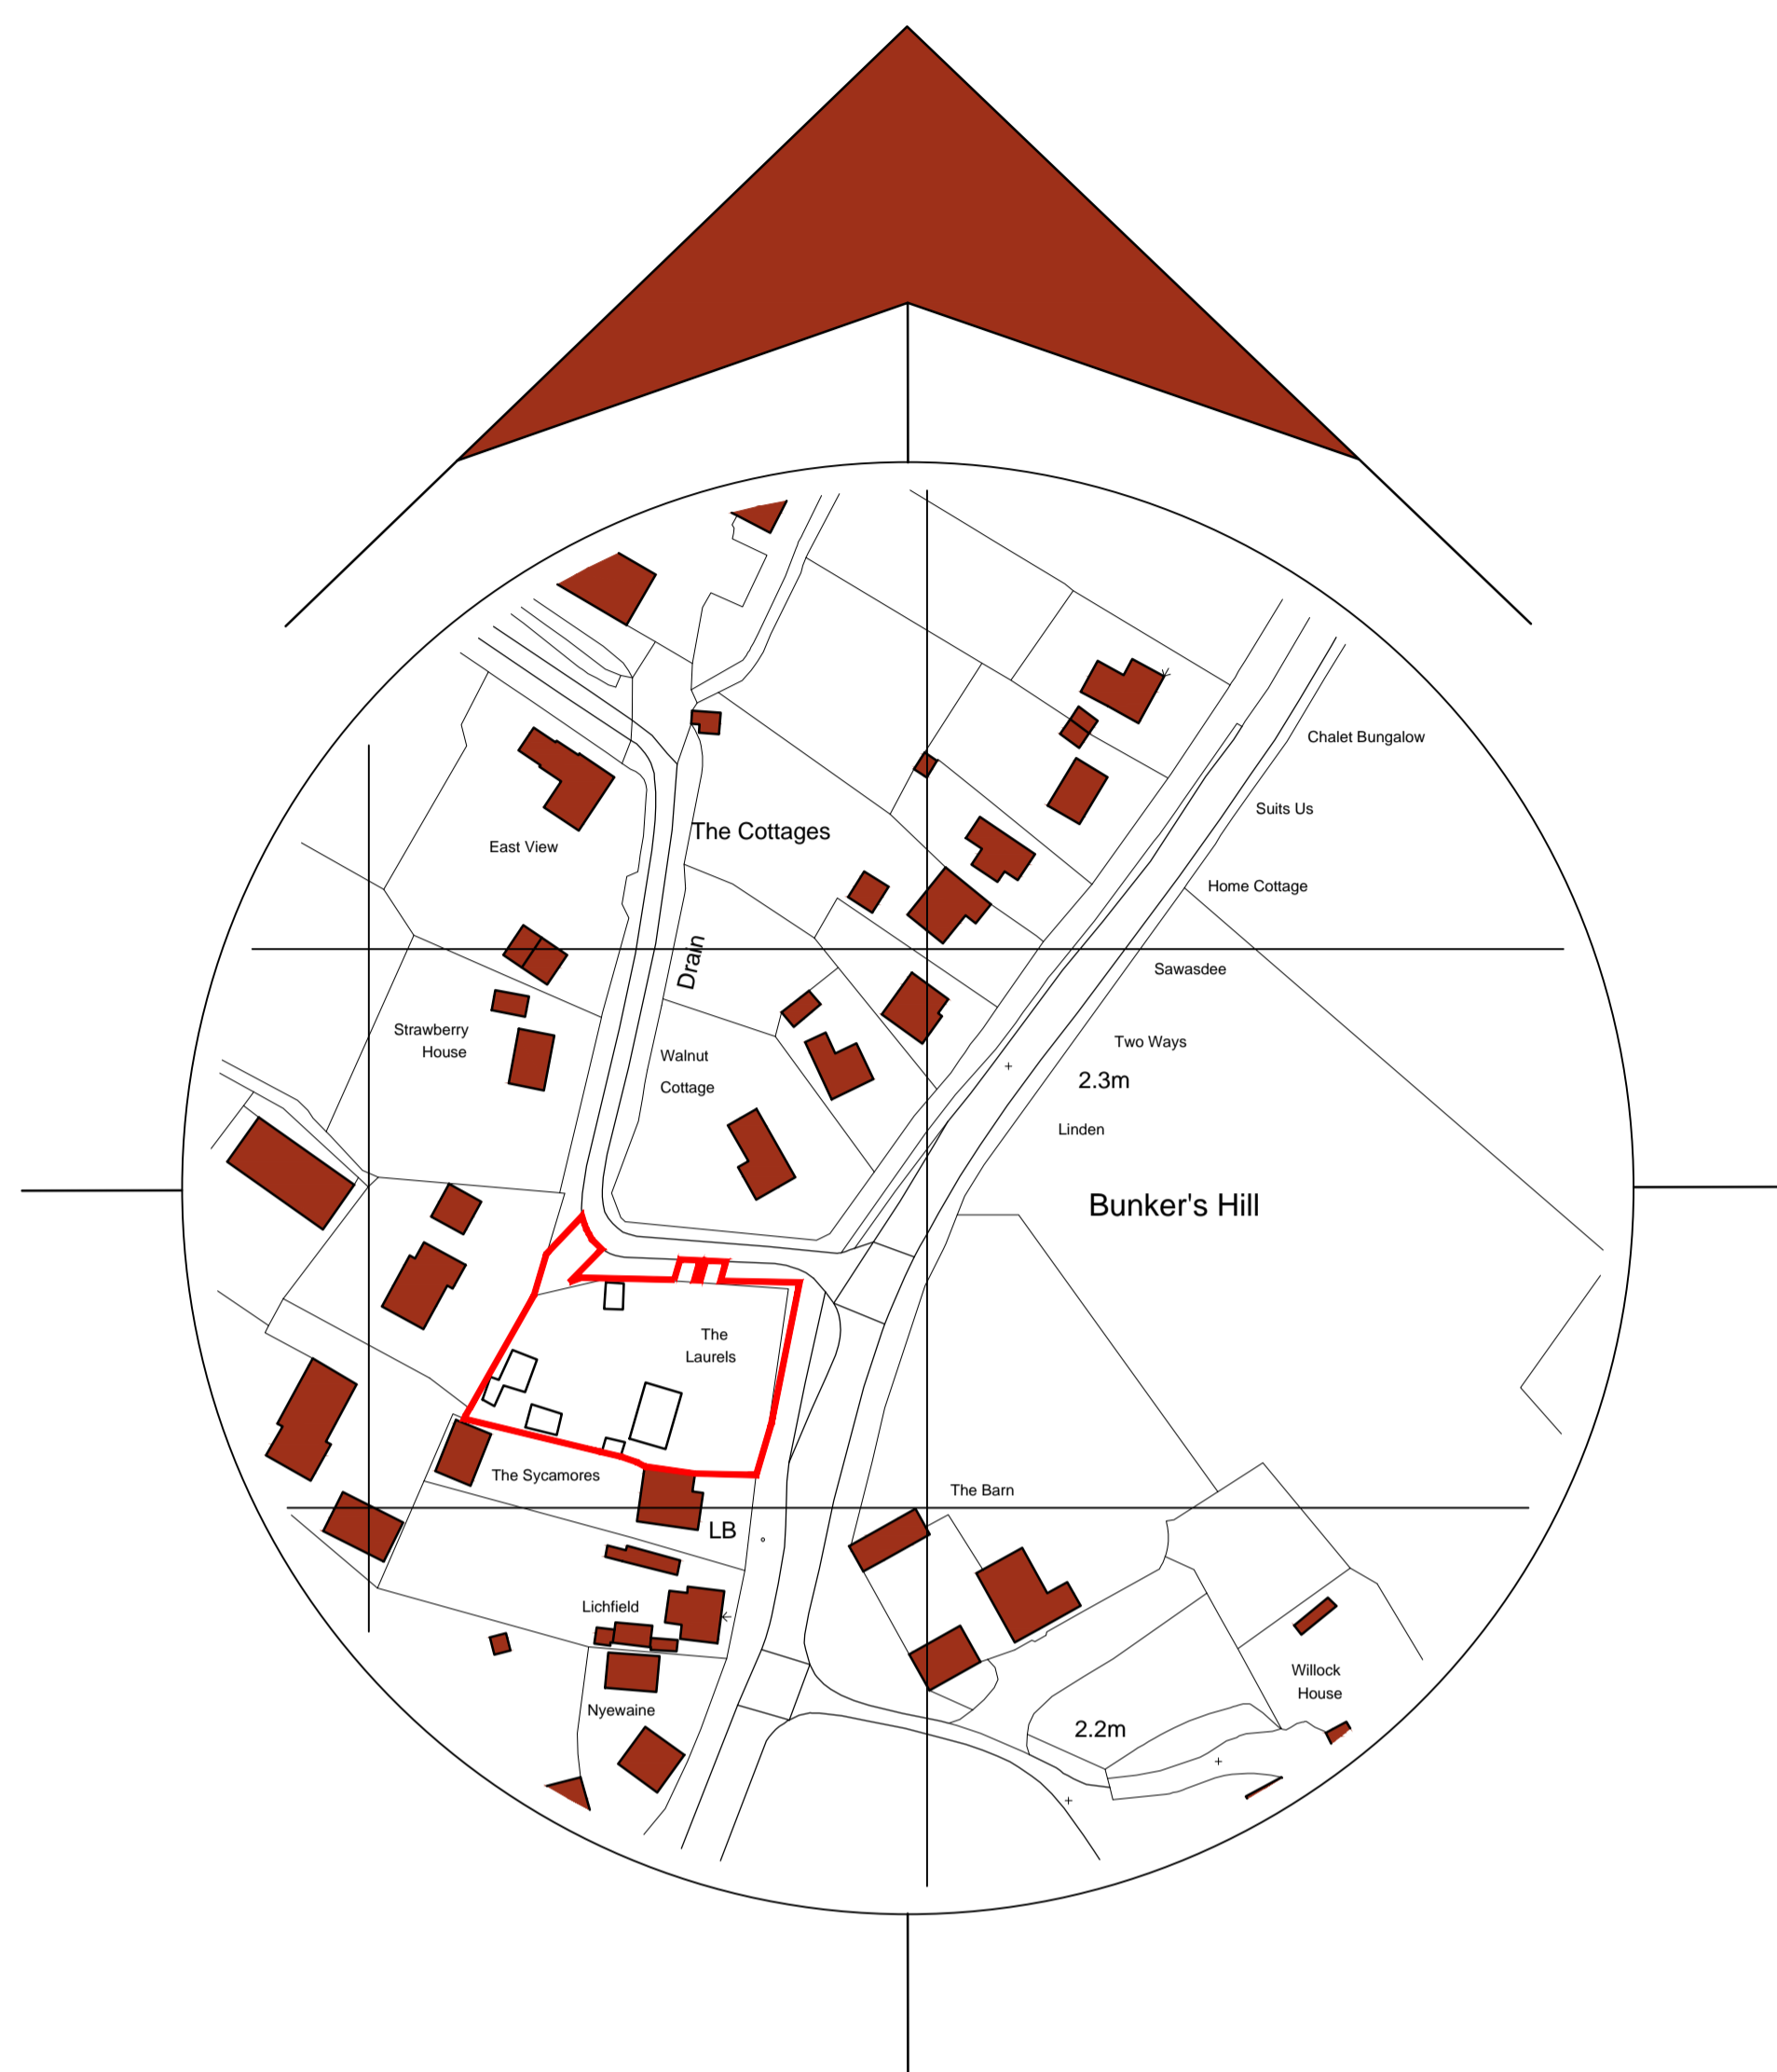 Chalet Bungalow
Suits Us
The Cottages
East View
Home Cottage
Drain
Sawasdee
Strawberry
House
Two Ways
Walnut
Cottage
2.3m
Linden
Bunker's Hill
The
Laurels
The Sycamores
The Barn
LB
Lichfield
Willock
House
Nyewaine
2.2m